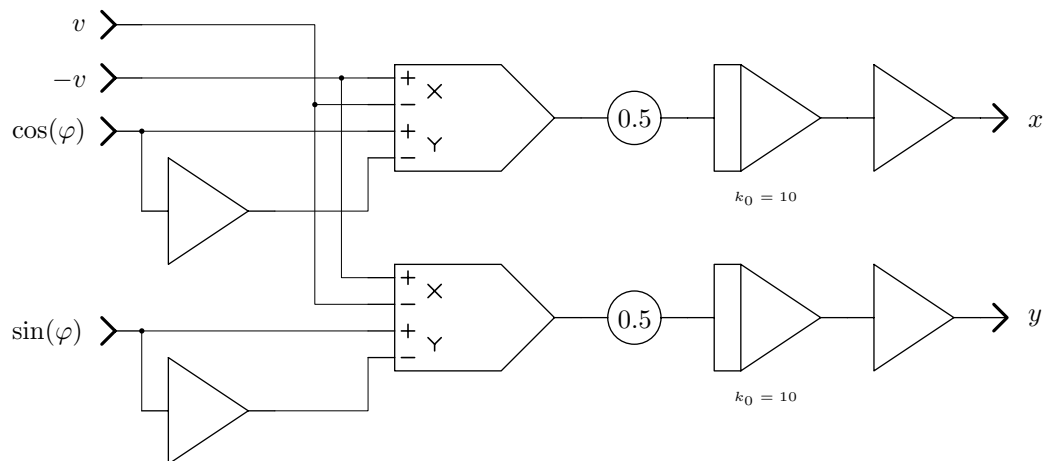 v
−v
+
X
−
cos(φ)
+
Y
−
0.5
x
k₀ = 10
+
X
−
sin(φ)
+
Y
−
0.5
y
k₀ = 10